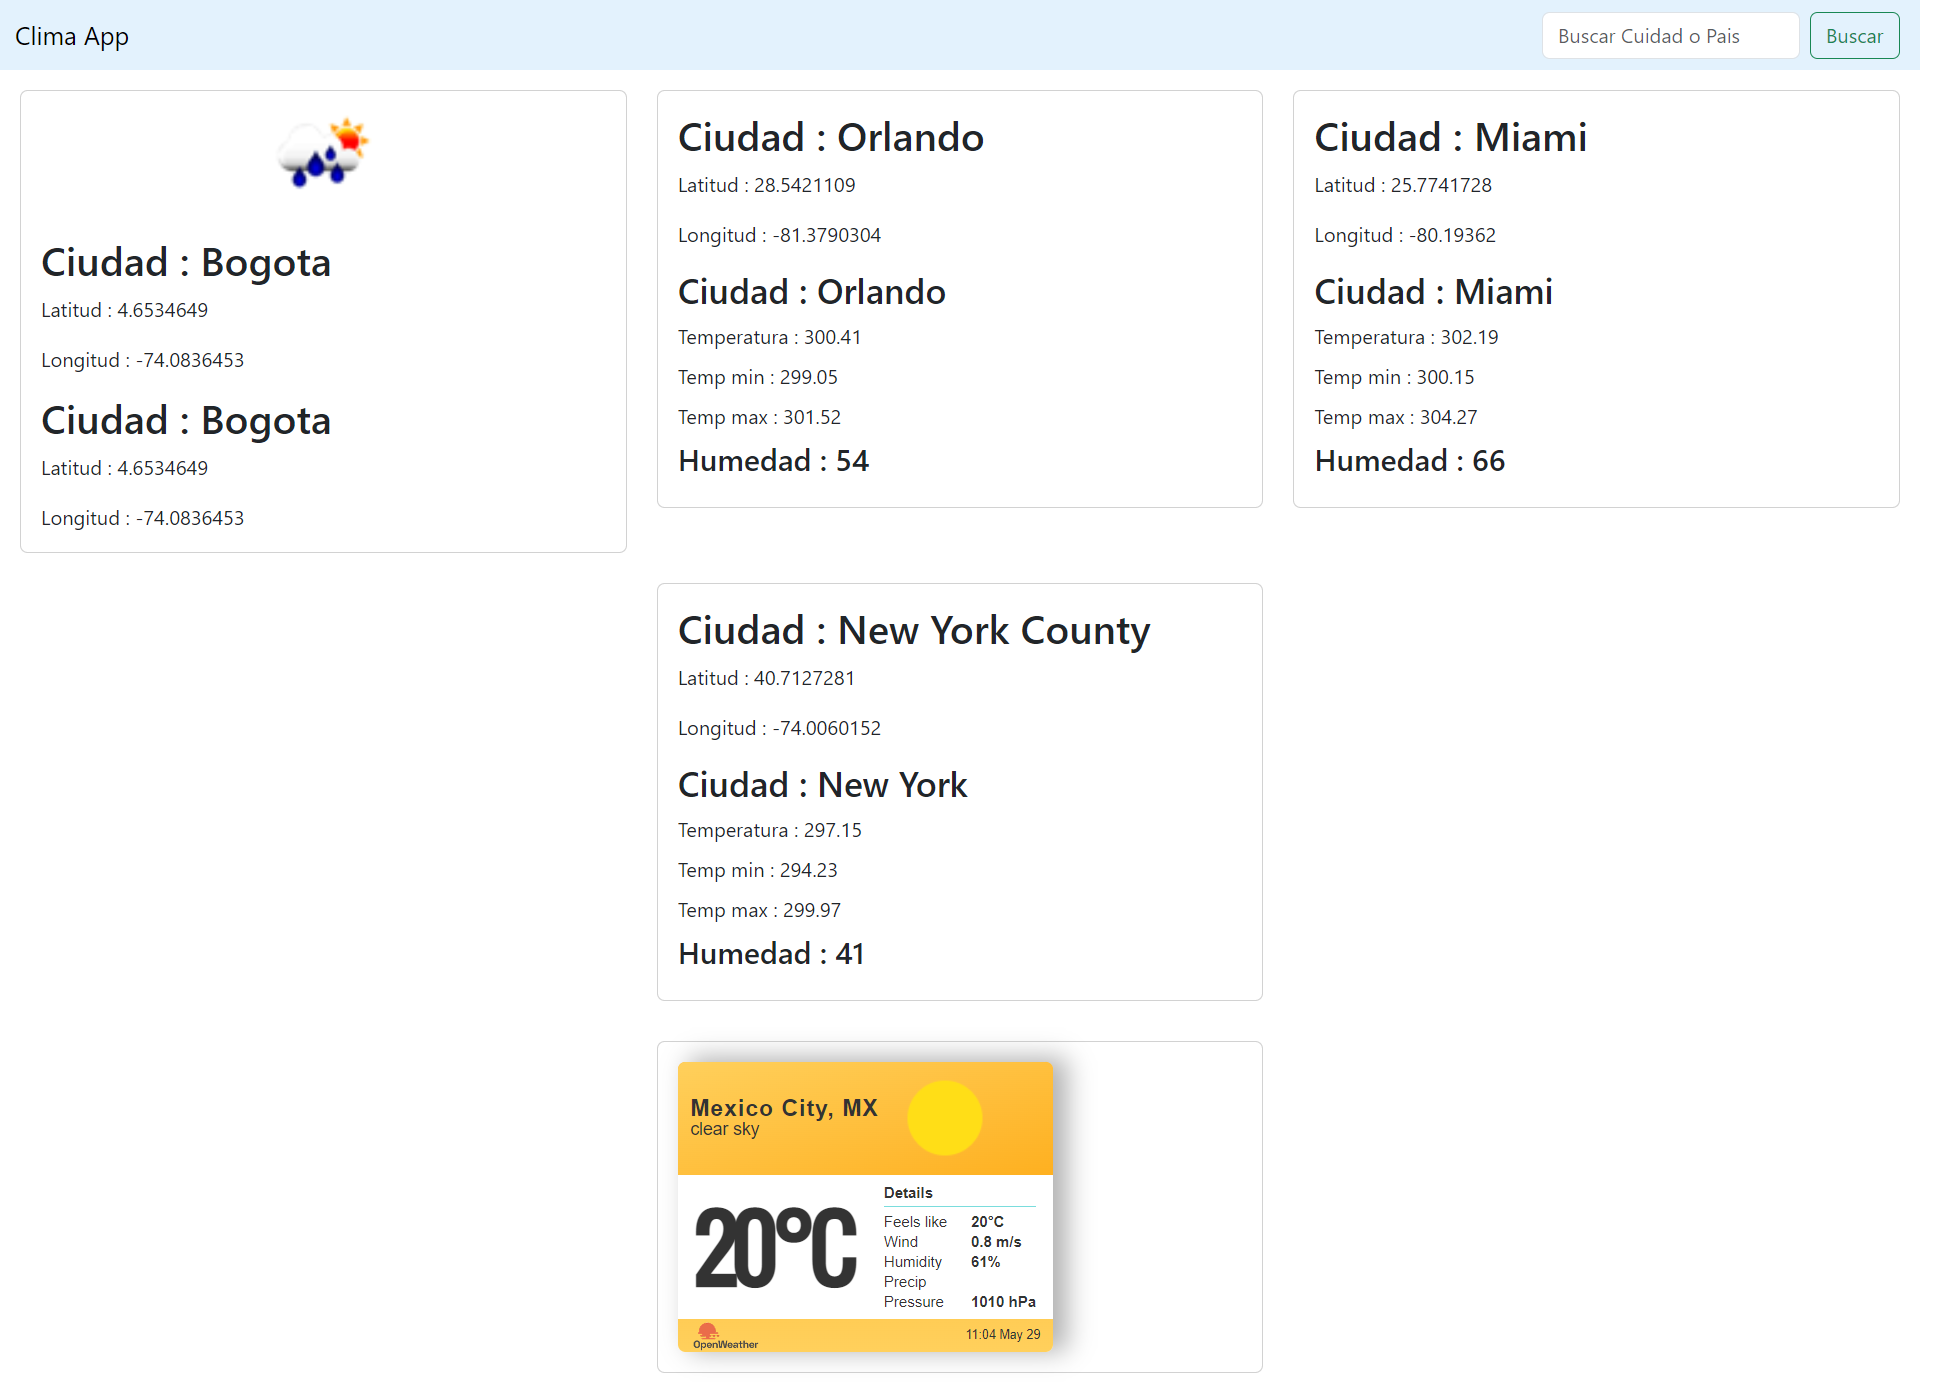 Clima App
Buscar Cuidad o Pais
Buscar
Ciudad : Bogota
Latitud : 4.6534649
Longitud : -74.0836453
Ciudad : Bogota
Latitud : 4.6534649
Longitud : -74.0836453
Ciudad : Orlando
Latitud : 28.5421109
Longitud : -81.3790304
Ciudad : Orlando
Temperatura : 300.41
Temp min : 299.05
Temp max : 301.52
Humedad : 54
Ciudad : Miami
Latitud : 25.7741728
Longitud : -80.19362
Ciudad : Miami
Temperatura : 302.19
Temp min : 300.15
Temp max : 304.27
Humedad : 66
Ciudad : New York County
Latitud : 40.7127281
Longitud : -74.0060152
Ciudad : New York
Temperatura : 297.15
Temp min : 294.23
Temp max : 299.97
Humedad : 41
Mexico City, MX
clear sky
20°C
Details
Feels like 20°C
Wind 0.8 m/s
Humidity 61%
Precip
Pressure 1010 hPa
OpenWeather
11:04 May 29